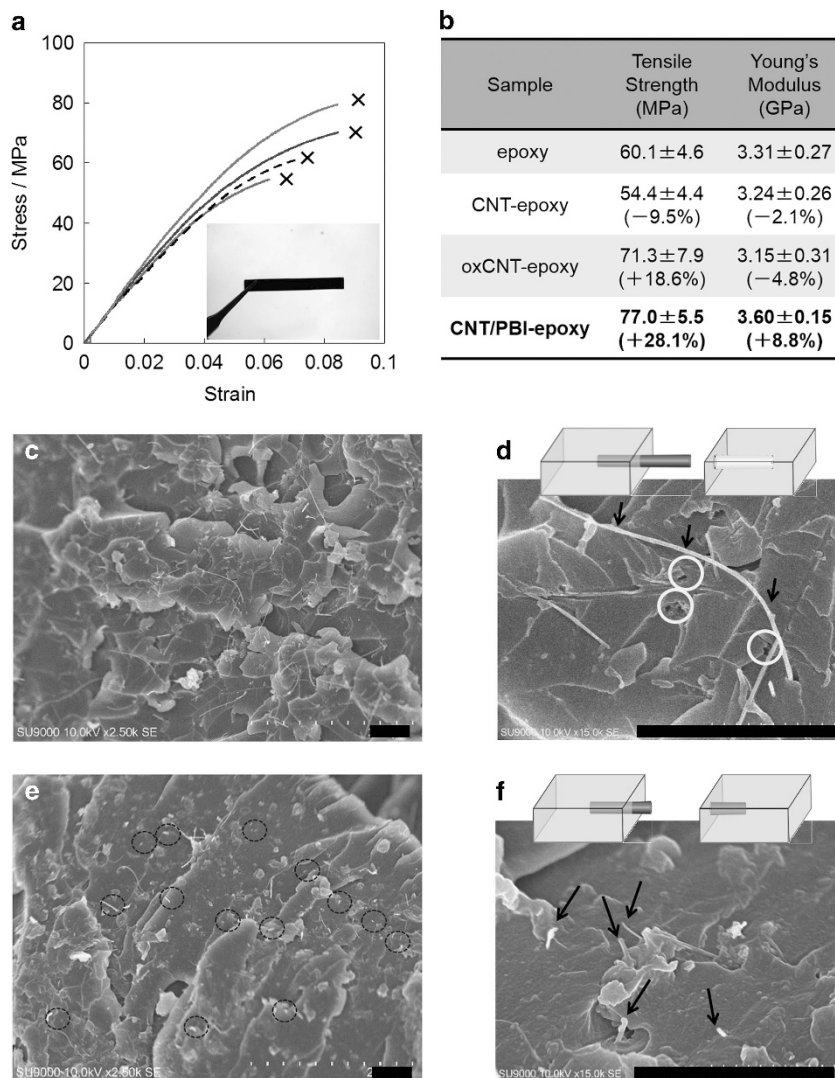 a
100
80
60
40
20
0
Stress / MPa
0 0.02 0.04 0.06 0.08 0.1
Strain
b
Sample Tensile Strength (MPa) Young's Modulus (GPa)
epoxy 60.1±4.6 3.31±0.27
CNT-epoxy 54.4±4.4 (−9.5%) 3.24±0.26 (−2.1%)
oxCNT-epoxy 71.3±7.9 (+18.6%) 3.15±0.31 (−4.8%)
CNT/PBI-epoxy 77.0±5.5 (+28.1%) 3.60±0.15 (+8.8%)
c
SU9000 10.0kV x2.50k SE
d
SU9000 10.0kV x15.0k SE
e
SU9000 10.0kV x2.50k SE
f
SU9000 10.0kV x15.0k SE